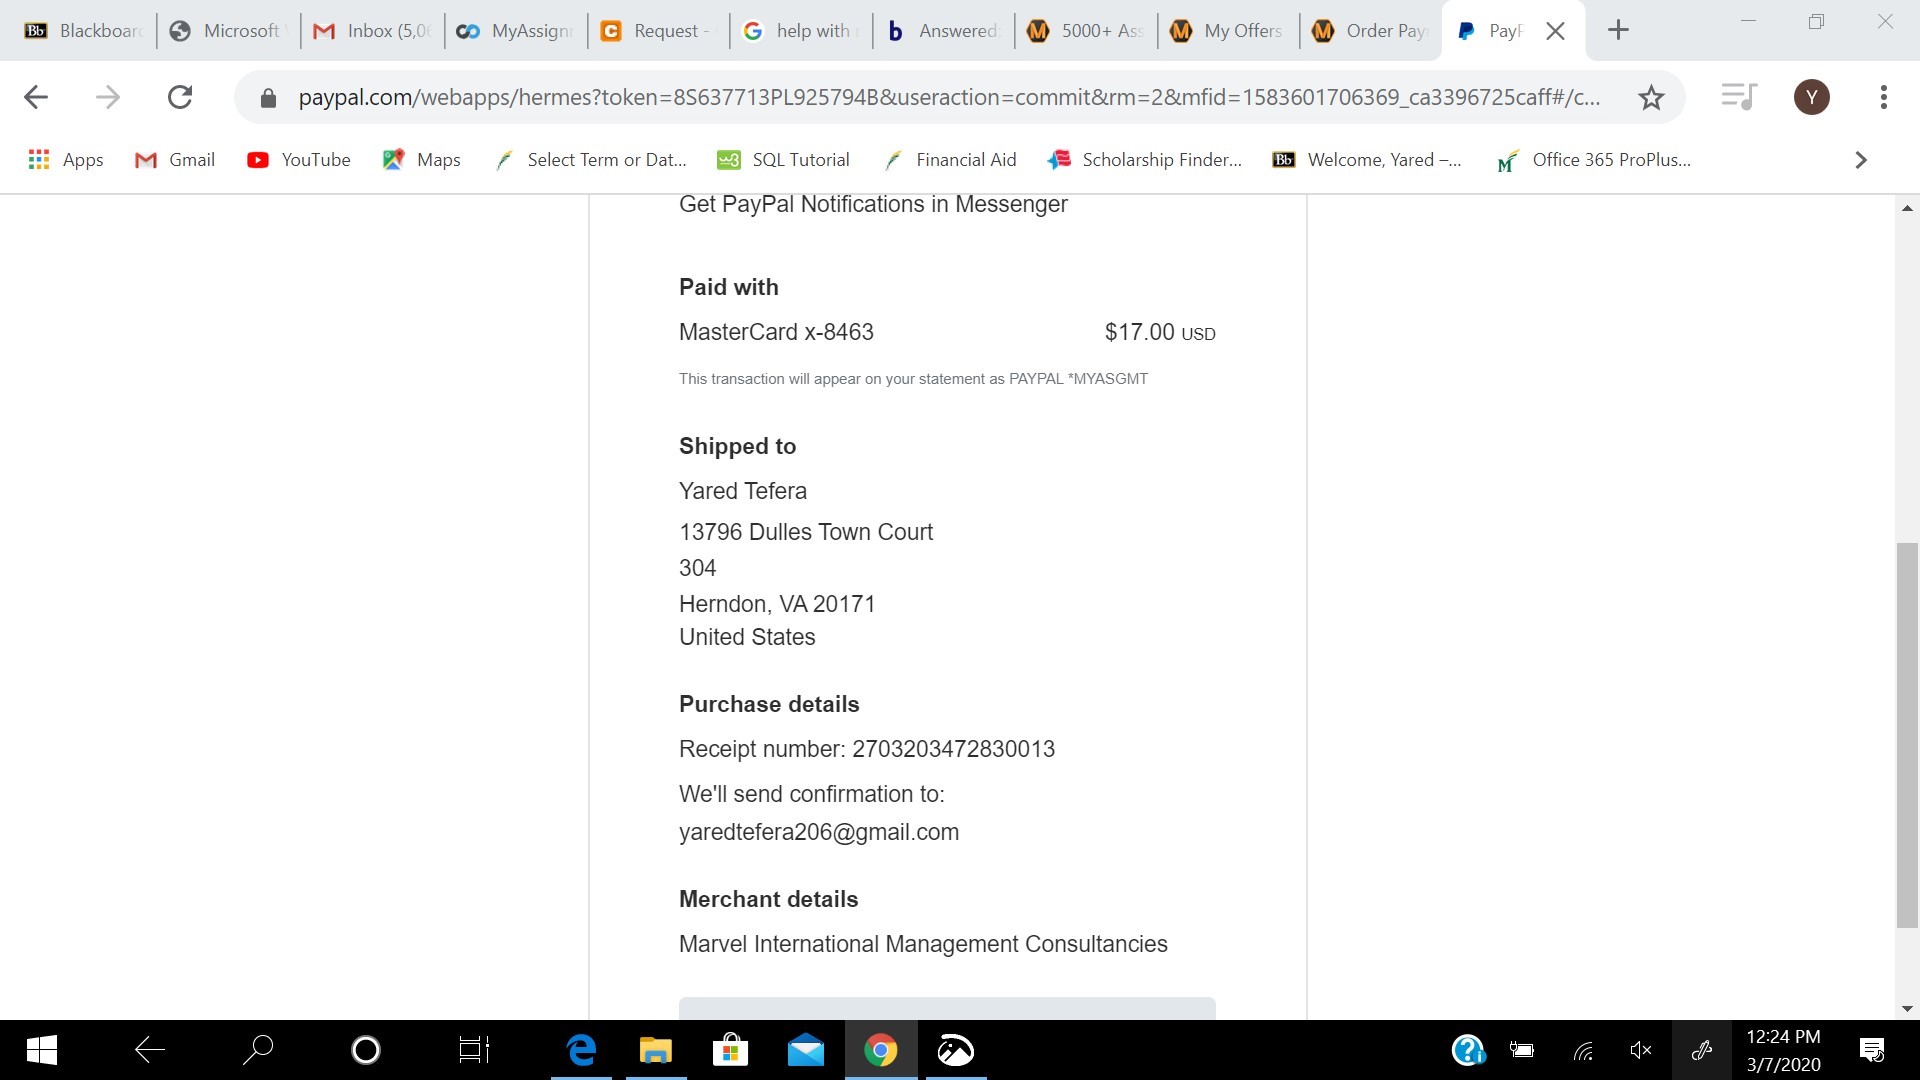 Blackboar
Microsoft
Inbox (5,0
MyAssign
Request -
help with
Answered:
5000+ Ass
My Offers
Order Pay
PayP
paypal.com/webapps/hermes?token=8S637713PL925794B&useraction=commit&rm=2&mfid=1583601706369_ca3396725caff#/c...
Y
Apps
Gmail
YouTube
Maps
Select Term or Dat...
SQL Tutorial
Financial Aid
Scholarship Finder...
Welcome, Yared –...
Office 365 ProPlus...
Get PayPal Notifications in Messenger
Paid with
MasterCard x-8463 $17.00 USD
This transaction will appear on your statement as PAYPAL *MYASGMT
Shipped to
Yared Tefera
13796 Dulles Town Court
304
Herndon, VA 20171
United States
Purchase details
Receipt number: 2703203472830013
We'll send confirmation to:
yaredtefera206@gmail.com
Merchant details
Marvel International Management Consultancies
12:24 PM
3/7/2020